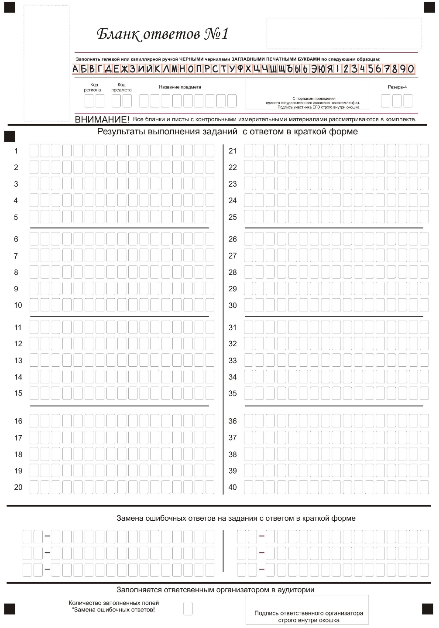 Бланк ответов №1
Заполнять гелевой или капиллярной ручкой ЧЕРНЫМИ чернилами ЗАГЛАВНЫМИ ПЕЧАТНЫМИ БУКВАМИ по следующим образцам:
АБВГДЕЖЗИЙКЛМНОПРСТУФХЦЧШЩЪЫЬЭЮЯ1234567890
Код региона
Код предмета
Название предмета
Резерв-4
ВНИМАНИЕ! Все бланки и листы с контрольными измерительными материалами рассматриваются в комплекте.
Результаты выполнения заданий с ответом в краткой форме
1 21
2 22
3 23
4 24
5 25
6 26
7 27
8 28
9 29
10 30
11 31
12 32
13 33
14 34
15 35
16 36
17 37
18 38
19 39
20 40
Замена ошибочных ответов на задания с ответом в краткой форме
– –
– –
– –
Заполняется ответсвенным организатором в аудитории
Количество заполненных полей
"Замена ошибочных ответов"
Подпись ответственного организатора
строго внутри окошка